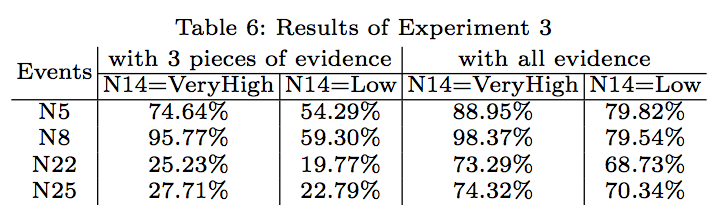 Table 6: Results of Experiment 3
Events with 3 pieces of evidence with all evidence
N14=VeryHigh N14=Low N14=VeryHigh N14=Low
N5 74.64% 54.29% 88.95% 79.82%
N8 95.77% 59.30% 98.37% 79.54%
N22 25.23% 19.77% 73.29% 68.73%
N25 27.71% 22.79% 74.32% 70.34%